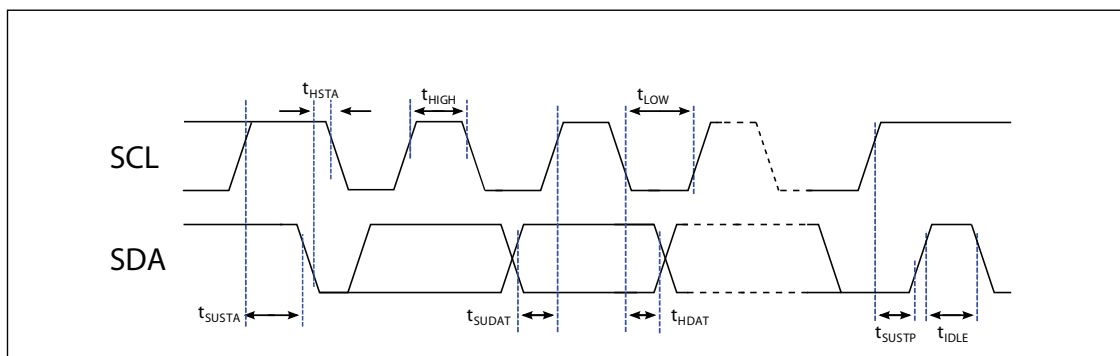 tHSTA
tHIGH
tLOW
SCL
SDA
tSUSTA
tSUDAT
tHDAT
tSUSTP
tIDLE